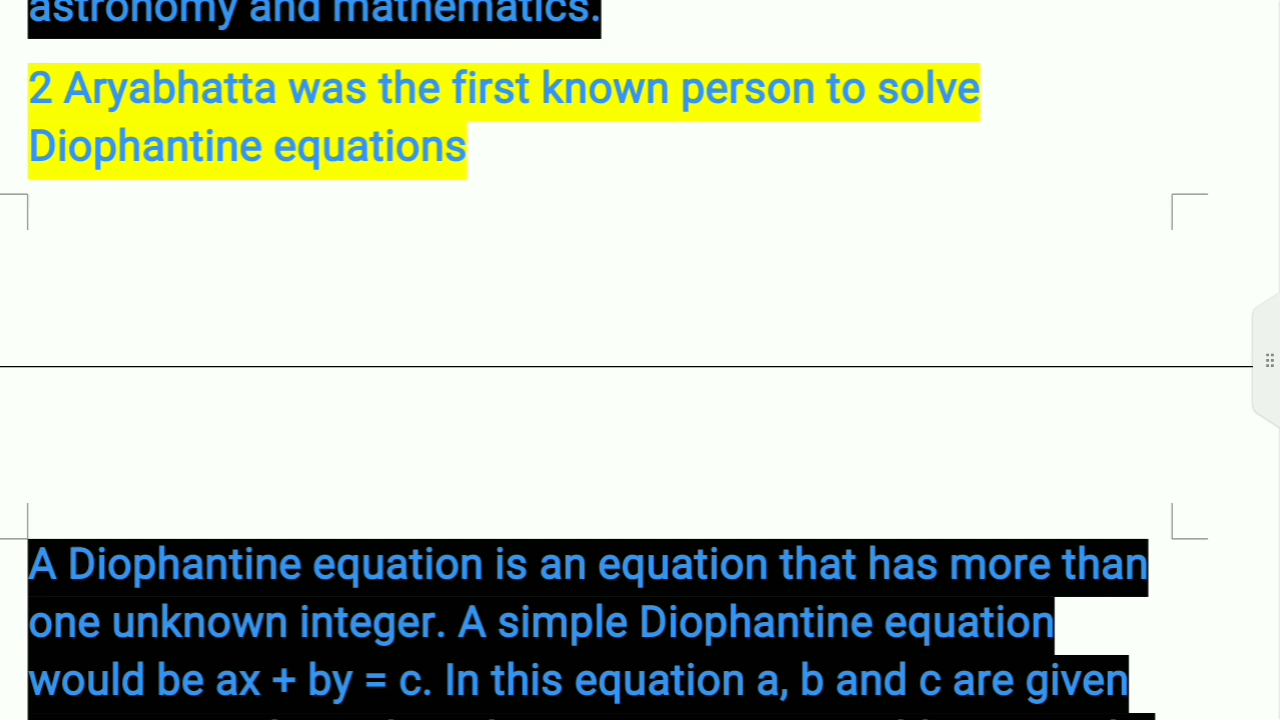 astronomy and mathematics.
2 Aryabhatta was the first known person to solve
Diophantine equations
A Diophantine equation is an equation that has more than
one unknown integer. A simple Diophantine equation
would be ax + by = c. In this equation a, b and c are given